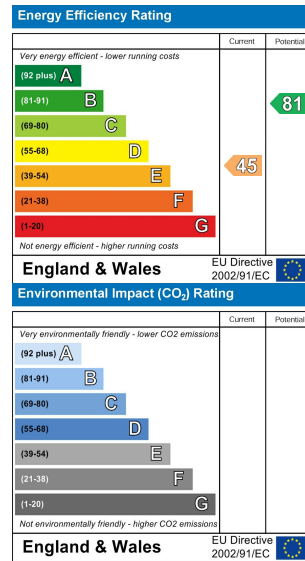 Energy Efficiency Rating
Current Potential
Very energy efficient - lower running costs
(92 plus) A
(81-91) B
81
(69-80) C
(55-68) D
45
(39-54) E
(21-38) F
(1-20) G
Not energy efficient - higher running costs
England & Wales
EU Directive
2002/91/EC
Environmental Impact (CO₂) Rating
Current Potential
Very environmentally friendly - lower CO2 emissions
(92 plus) A
(81-91) B
(69-80) C
(55-68) D
(39-54) E
(21-38) F
(1-20) G
Not environmentally friendly - higher CO2 emissions
England & Wales
EU Directive
2002/91/EC